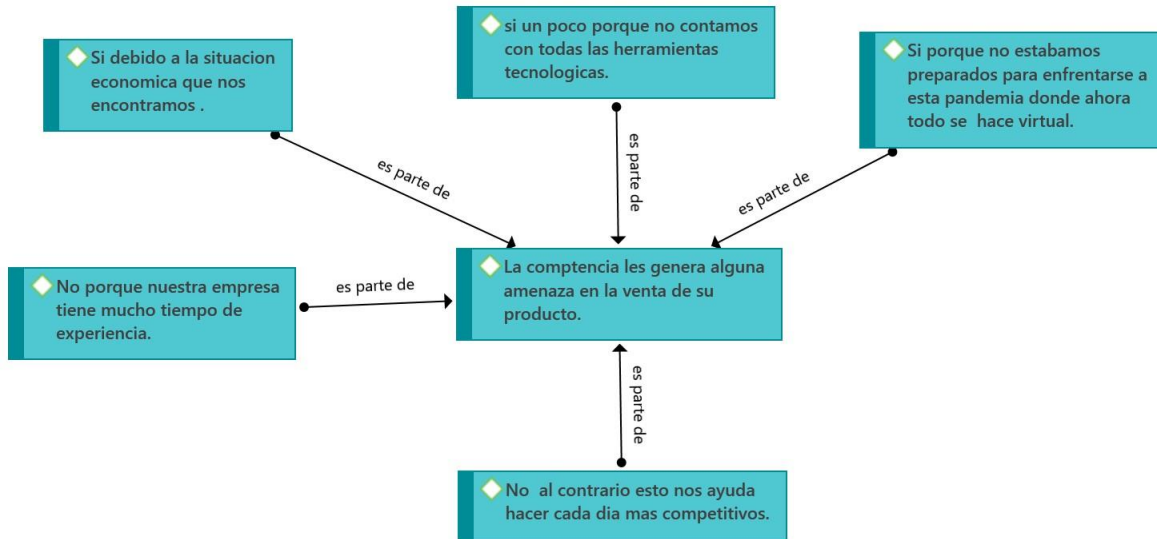 si un poco porque no contamos
con todas las herramientas
tecnologicas.
Si debido a la situacion
economica que nos
encontramos .
Si porque no estabamos
preparados para enfrentarse a
esta pandemia donde ahora
todo se  hace virtual.
es parte de
es parte de
es parte de
No porque nuestra empresa
tiene mucho tiempo de
experiencia.
es parte de
La comptencia les genera alguna
amenaza en la venta de su
producto.
es parte de
No  al contrario esto nos ayuda
hacer cada dia mas competitivos.